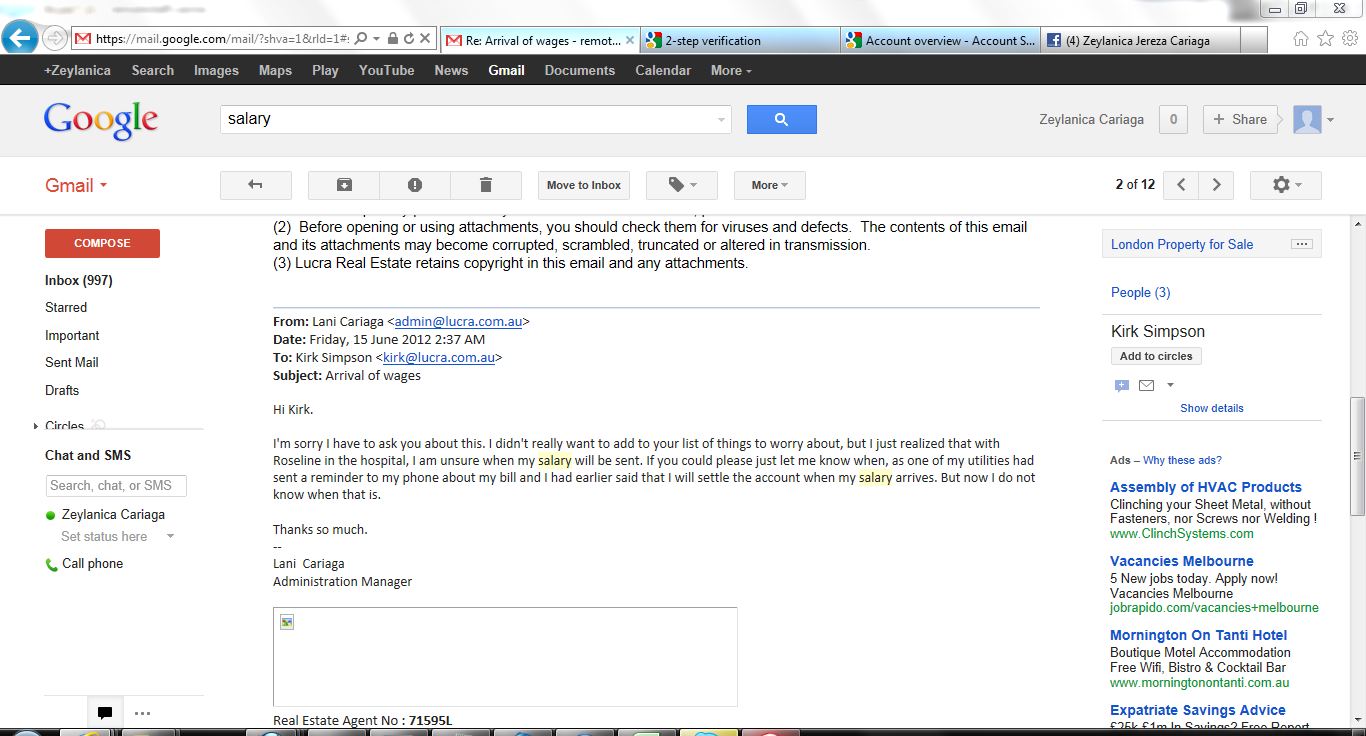 https://mail.google.com/mail/?shva=1&rld=1#:
Re: Arrival of wages - remot...
2-step verification
Account overview - Account S...
(4) Zeylanica Jereza Cariaga
+Zeylanica Search Images Maps Play YouTube News Gmail Documents Calendar More
Google
salary
Zeylanica Cariaga
0
+ Share
Gmail
Move to Inbox
More
2 of 12
COMPOSE
Inbox (997)
Starred
Important
Sent Mail
Drafts
Circles
Chat and SMS
Search, chat, or SMS
Zeylanica Cariaga
Set status here
Call phone
(2) Before opening or using attachments, you should check them for viruses and defects. The contents of this email
and its attachments may become corrupted, scrambled, truncated or altered in transmission.
(3) Lucra Real Estate retains copyright in this email and any attachments.
From: Lani Cariaga <admin@lucra.com.au>
Date: Friday, 15 June 2012 2:37 AM
To: Kirk Simpson <kirk@lucra.com.au>
Subject: Arrival of wages
Hi Kirk.
I'm sorry I have to ask you about this. I didn't really want to add to your list of things to worry about, but I just realized that with
Roseline in the hospital, I am unsure when my salary will be sent. If you could please just let me know when, as one of my utilities had
sent a reminder to my phone about my bill and I had earlier said that I will settle the account when my salary arrives. But now I do not
know when that is.
Thanks so much.
--
Lani Cariaga
Administration Manager
Real Estate Agent No : 71595L
London Property for Sale
People (3)
Kirk Simpson
Add to circles
Show details
Ads – Why these ads?
Assembly of HVAC Products
Clinching your Sheet Metal, without
Fasteners, nor Screws nor Welding !
www.ClinchSystems.com
Vacancies Melbourne
5 New jobs today. Apply now!
Vacancies Melbourne
jobrapido.com/vacancies+melbourne
Mornington On Tanti Hotel
Boutique Motel Accommodation
Free Wifi, Bistro & Cocktail Bar
www.morningtonontanti.com.au
Expatriate Savings Advice
£25k-£1m In Savings? Free Report